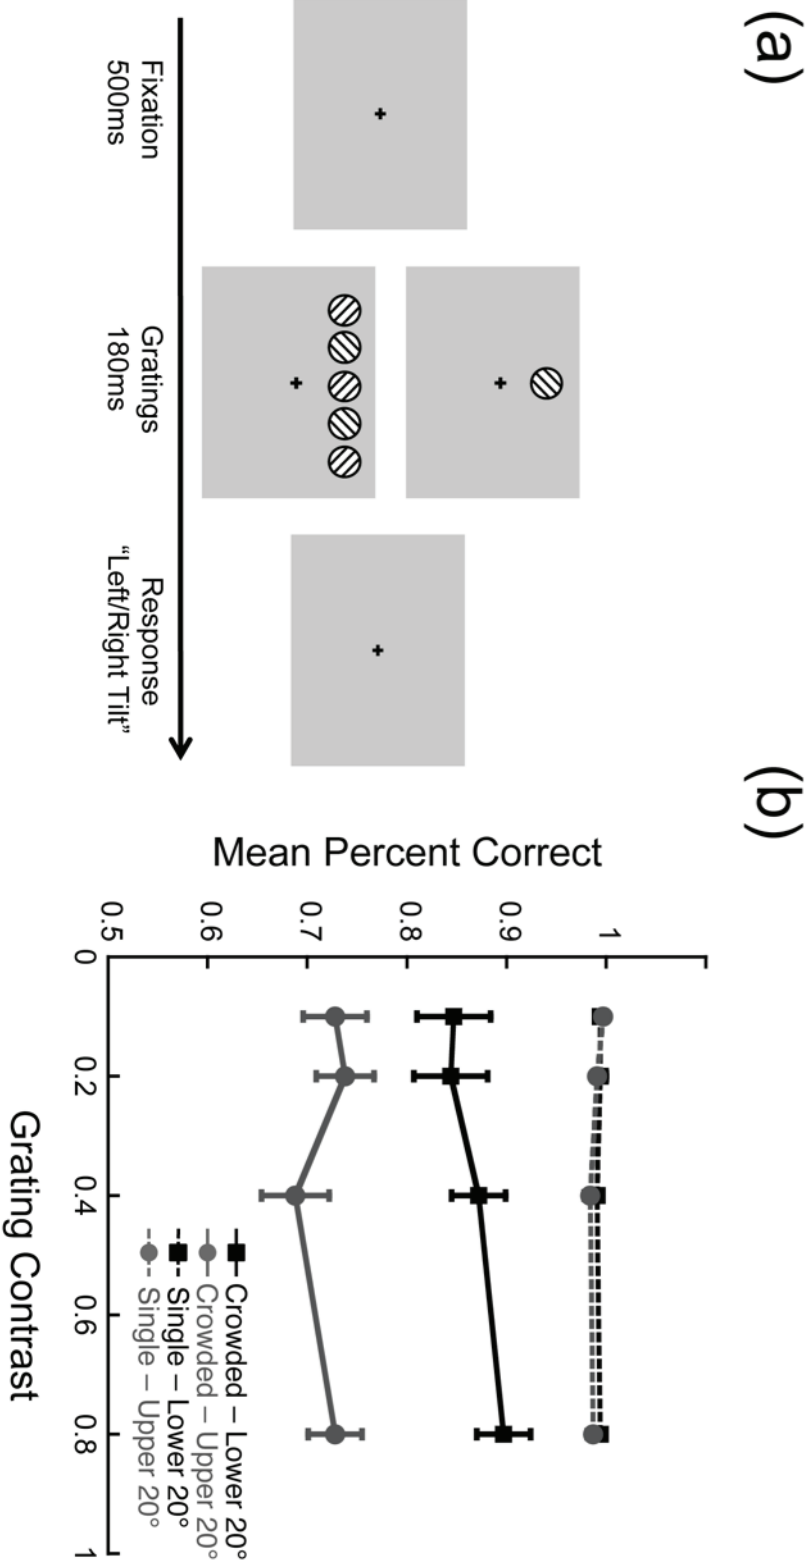 (a)
Fixation
500ms
Gratings
180ms
Response
“Left/Right Tilt”
(b)
Mean Percent Correct
1
0.9
0.8
0.7
0.6
0.5
0
0.2
0.4
0.6
0.8
1
Grating Contrast
Crowded – Lower 20°
Crowded – Upper 20°
Single – Lower 20°
Single – Upper 20°